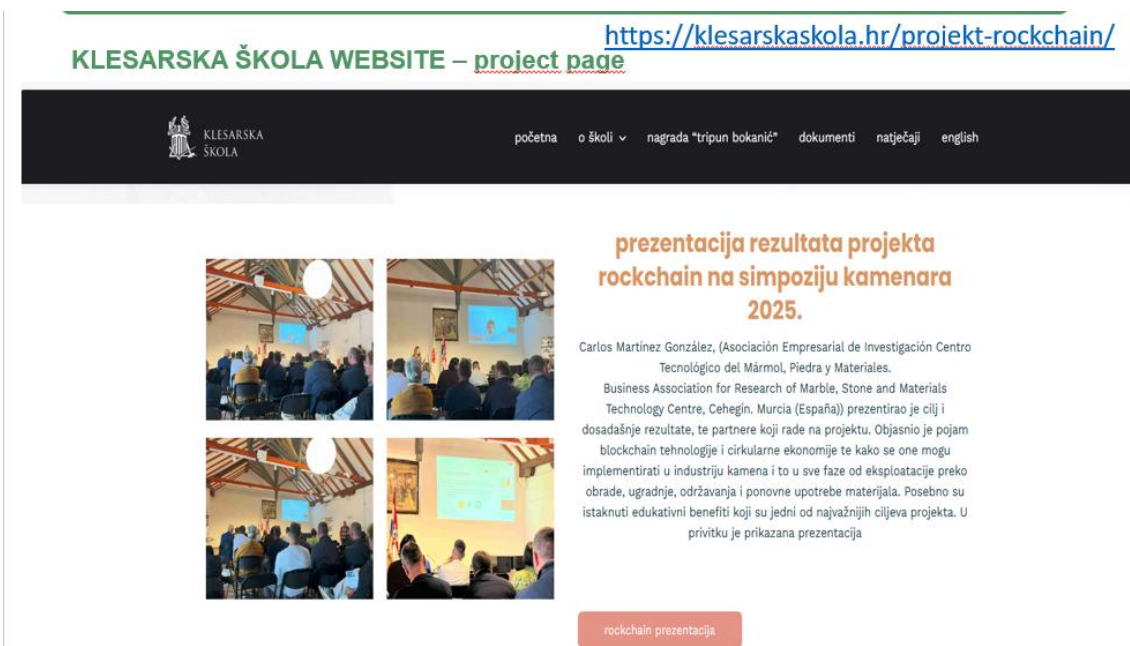 https://klesarskaskola.hr/projekt-rockchain/
KLESARSKA ŠKOLA WEBSITE – project page
KLESARSKA
ŠKOLA
početna o školi nagrada “tripun bokanić” dokumenti natječaji english
prezentacija rezultata projekta
rockchain na simpoziju kamenara
2025.
Carlos Martínez González, (Asociación Empresarial de Investigación Centro
Tecnológico del Mármol, Piedra y Materiales.
Business Association for Research of Marble, Stone and Materials
Technology Centre, Cehegín. Murcia (España)) prezentirao je cilj i
dosadašnje rezultate, te partnere koji rade na projektu. Objasnio je pojam
blockchain tehnologije i cirkularne ekonomije te kako se one mogu
implementirati u industriju kamena i to u sve faze od eksploatacije preko
obrade, ugradnje, održavanja i ponovne upotrebe materijala. Posebno su
istaknuti edukativni benefiti koji su jedni od najvažnijih ciljeva projekta. U
privitku je prikazana prezentacija
rockchain prezentacija